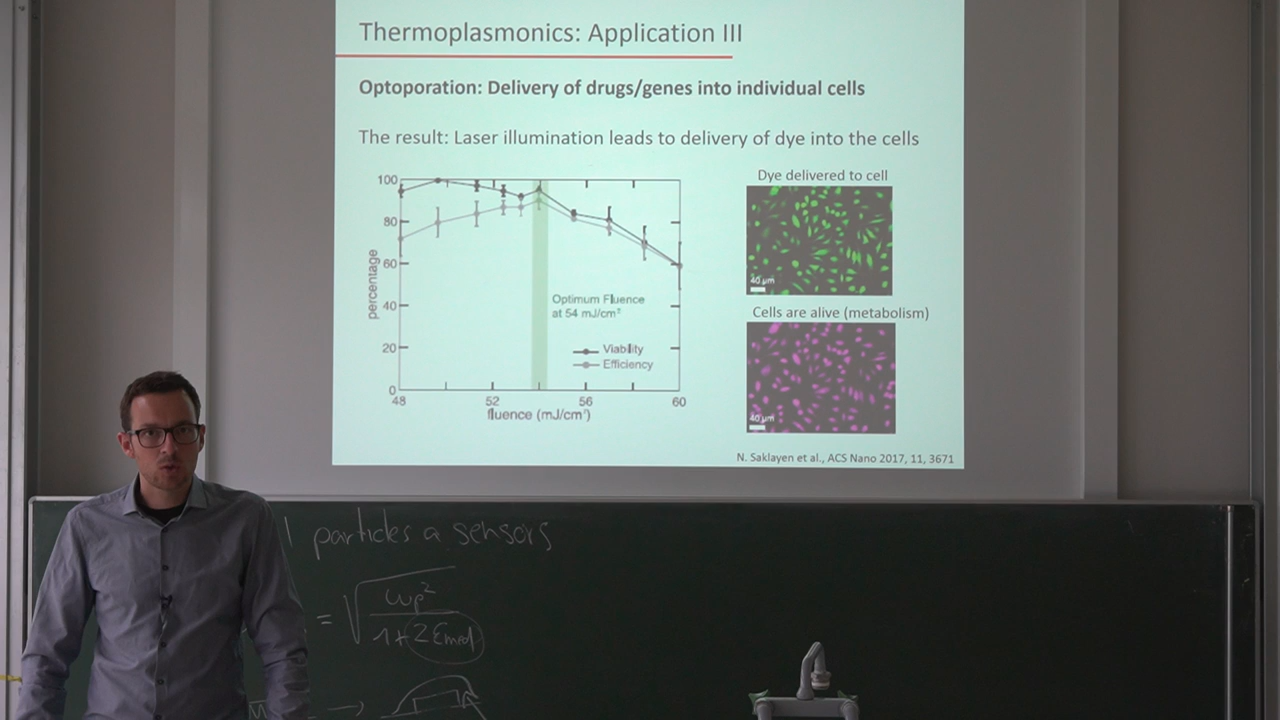 Thermoplasmonics: Application III
Optoporation: Delivery of drugs/genes into individual cells
The result: Laser illumination leads to delivery of dye into the cells
100
80
60
40
20
0
percentage
48
52
56
60
fluence (mJ/cm²)
Optimum Fluence
at 54 mJ/cm²
Viability
Efficiency
Dye delivered to cell
40 µm
Cells are alive (metabolism)
40 µm
N. Saklayen et al., ACS Nano 2017, 11, 3671
particles a sensors
= √ ωp²
1+2εmed